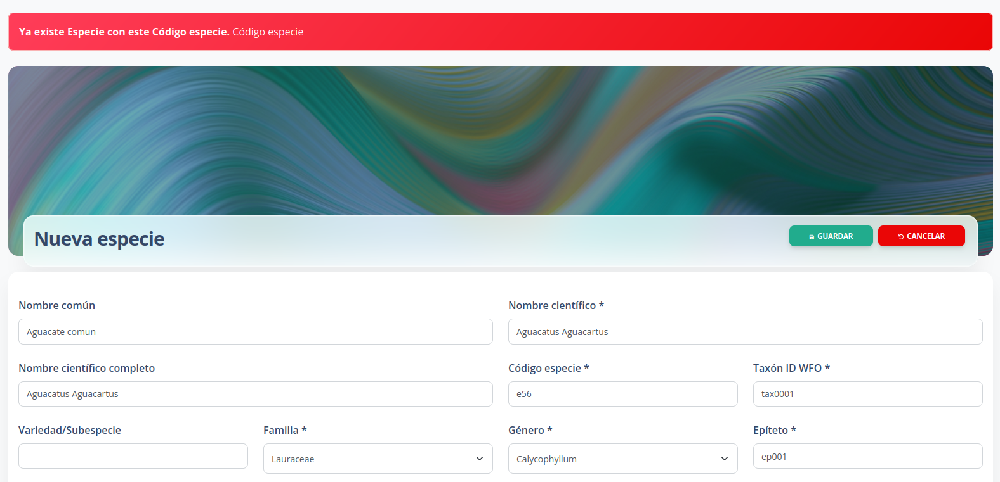 Ya existe Especie con este Código especie. Código especie
Nueva especie
GUARDAR
CANCELAR
Nombre común
Nombre científico *
Aguacate comun
Aguacatus Aguacartus
Nombre científico completo
Código especie *
Taxón ID WFO *
Aguacatus Aguacartus
e56
tax0001
Variedad/Subespecie
Familia *
Género *
Epíteto *
Lauraceae
Calycophyllum
ep001